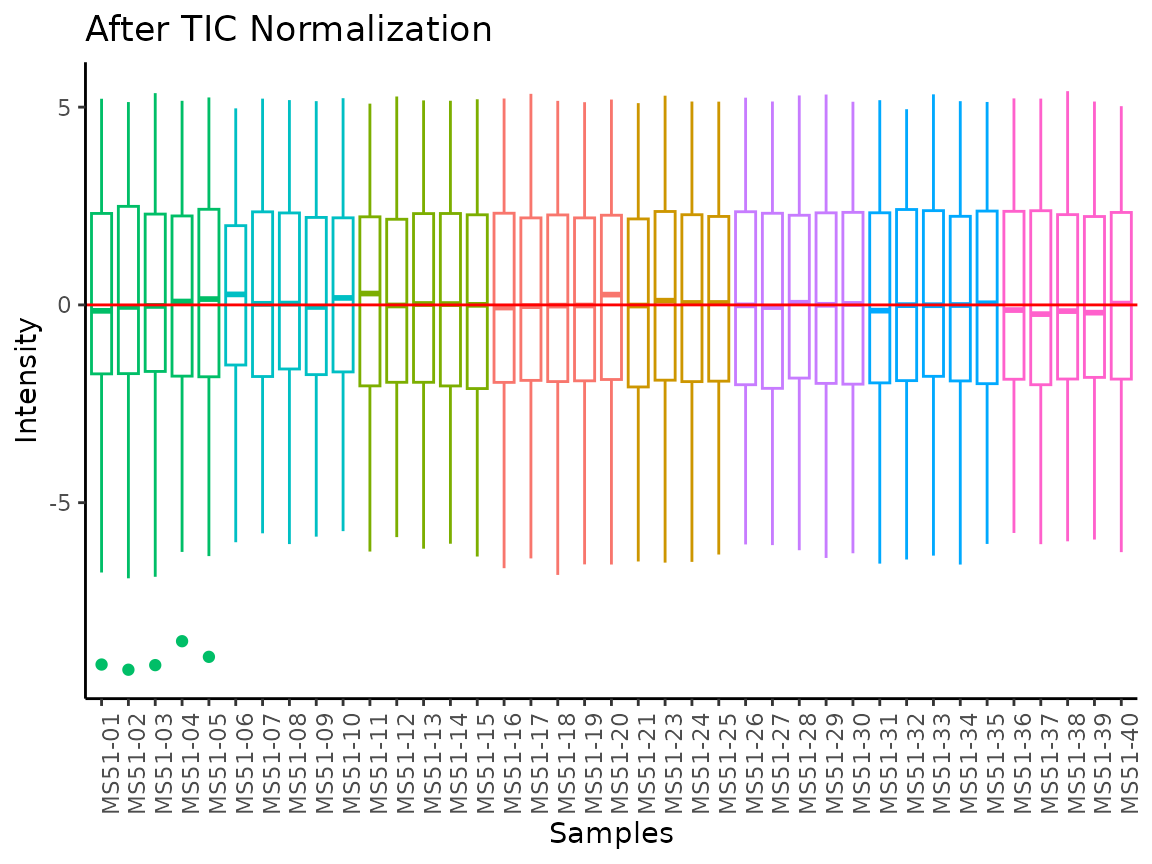 After TIC Normalization
Intensity
5
0
-5
MS51-01
MS51-02
MS51-03
MS51-04
MS51-05
MS51-06
MS51-07
MS51-08
MS51-09
MS51-10
MS51-11
MS51-12
MS51-13
MS51-14
MS51-15
MS51-16
MS51-17
MS51-18
MS51-19
MS51-20
MS51-21
MS51-23
MS51-24
MS51-25
MS51-26
MS51-27
MS51-28
MS51-29
MS51-30
MS51-31
MS51-32
MS51-33
MS51-34
MS51-35
MS51-36
MS51-37
MS51-38
MS51-39
MS51-40
Samples